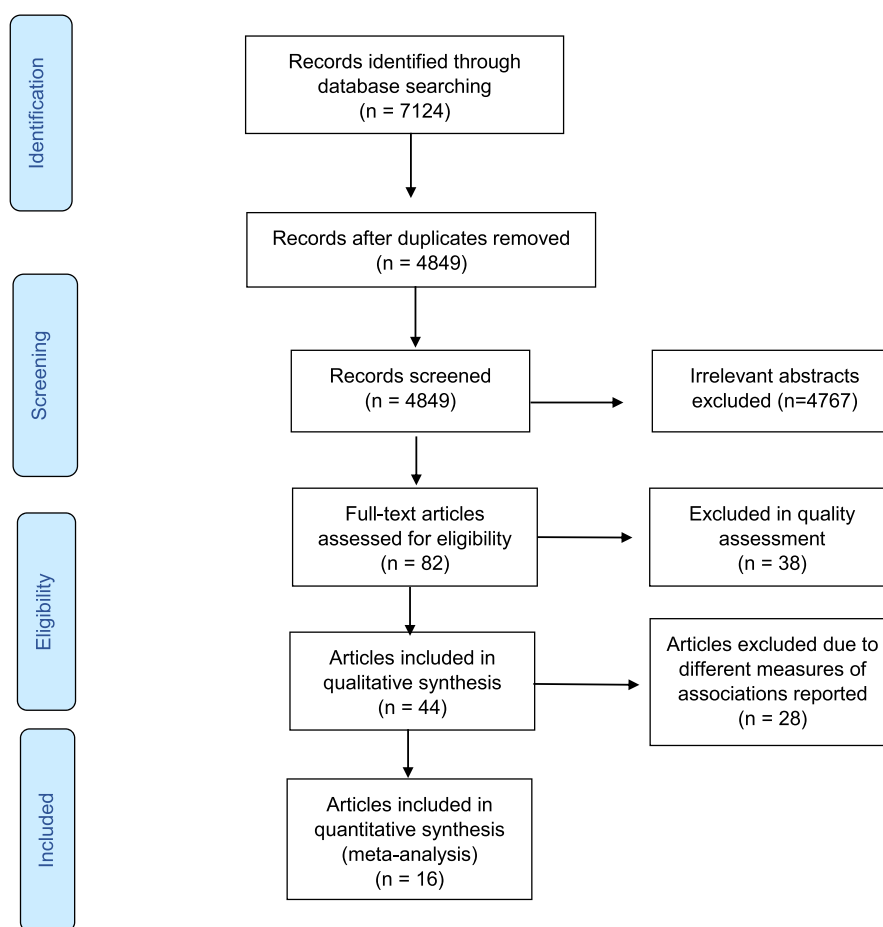 Identification
Records identified through
database searching
(n = 7124)
Records after duplicates removed
(n = 4849)
Screening
Records screened
(n = 4849)
Irrelevant abstracts
excluded (n=4767)
Eligibility
Full-text articles
assessed for eligibility
(n = 82)
Excluded in quality
assessment
(n = 38)
Articles included in
qualitative synthesis
(n = 44)
Articles excluded due to
different measures of
associations reported
(n = 28)
Included
Articles included in
quantitative synthesis
(meta-analysis)
(n = 16)